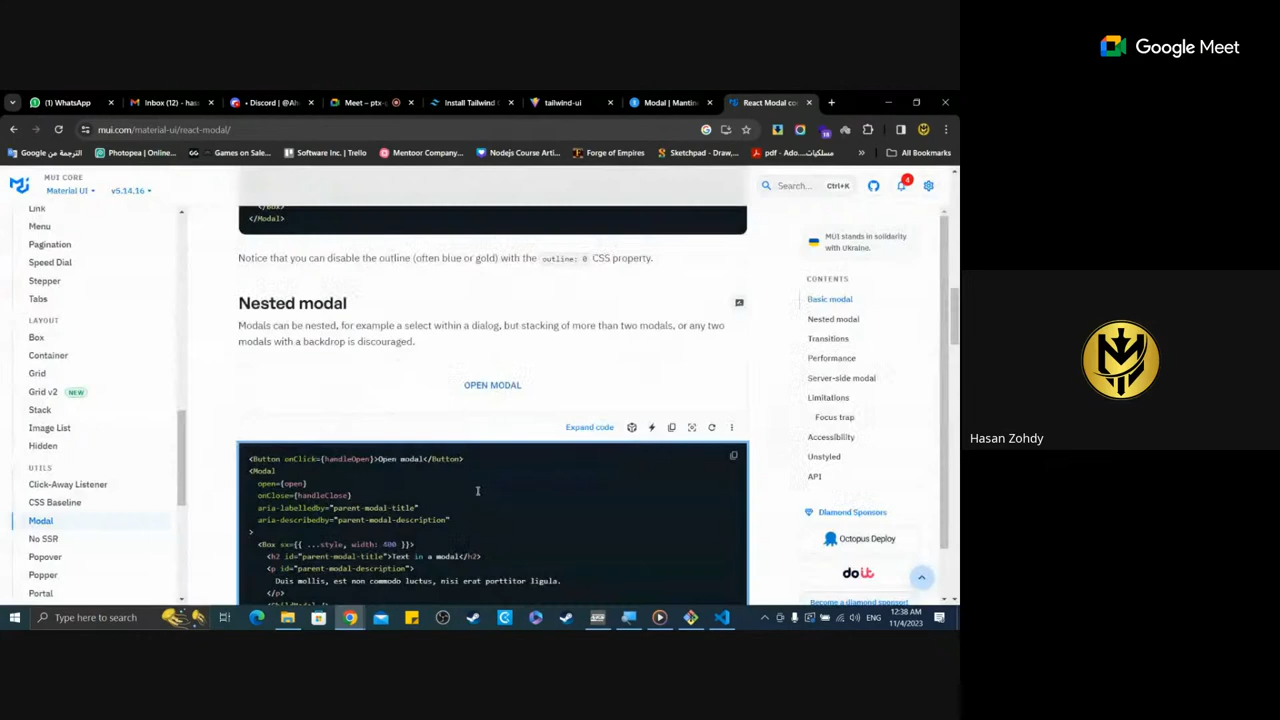 Google Meet
(1) WhatsApp
Inbox (12) - has
• Discord | @Ah
Meet – ptx-
Install Tailwind C
tailwind-ui
Modal | Mantin
React Modal co
mui.com/material-ui/react-modal/
الترجمة من Google
Photopea | Online...
Games on Sale...
Software Inc. | Trello
Mentoor Company...
Nodejs Course Arti...
Forge of Empires
Sketchpad - Draw,...
pdf - Ado...
»
All Bookmarks
MUI CORE
Material UI
v5.14.16
Search...
Ctrl+K
4
Link
Menu
Pagination
Speed Dial
Stepper
Tabs
LAYOUT
Box
Container
Grid
Grid v2 NEW
Stack
Image List
Hidden
UTILS
Click-Away Listener
CSS Baseline
Modal
No SSR
Popover
Popper
Portal
</Box>
</Modal>
Notice that you can disable the outline (often blue or gold) with the outline: 0 CSS property.
Nested modal
Modals can be nested, for example a select within a dialog, but stacking of more than two modals, or any two
modals with a backdrop is discouraged.
OPEN MODAL
Expand code
<Button onClick={handleOpen}>Open modal</Button>
<Modal
open={open}
onClose={handleClose}
aria-labelledby="parent-modal-title"
aria-describedby="parent-modal-description"
>
<Box sx={{ ...style, width: 400 }}>
<h2 id="parent-modal-title">Text in a modal</h2>
<p id="parent-modal-description">
Duis mollis, est non commodo luctus, nisi erat porttitor ligula.
</p>
<ChildModal />
MUI stands in solidarity
with Ukraine.
CONTENTS
Basic modal
Nested modal
Transitions
Performance
Server-side modal
Limitations
Focus trap
Accessibility
Unstyled
API
Diamond Sponsors
Octopus Deploy
doit
Become a diamond sponsor!
Type here to search
ENG
12:38 AM
11/4/2023
Hasan Zohdy